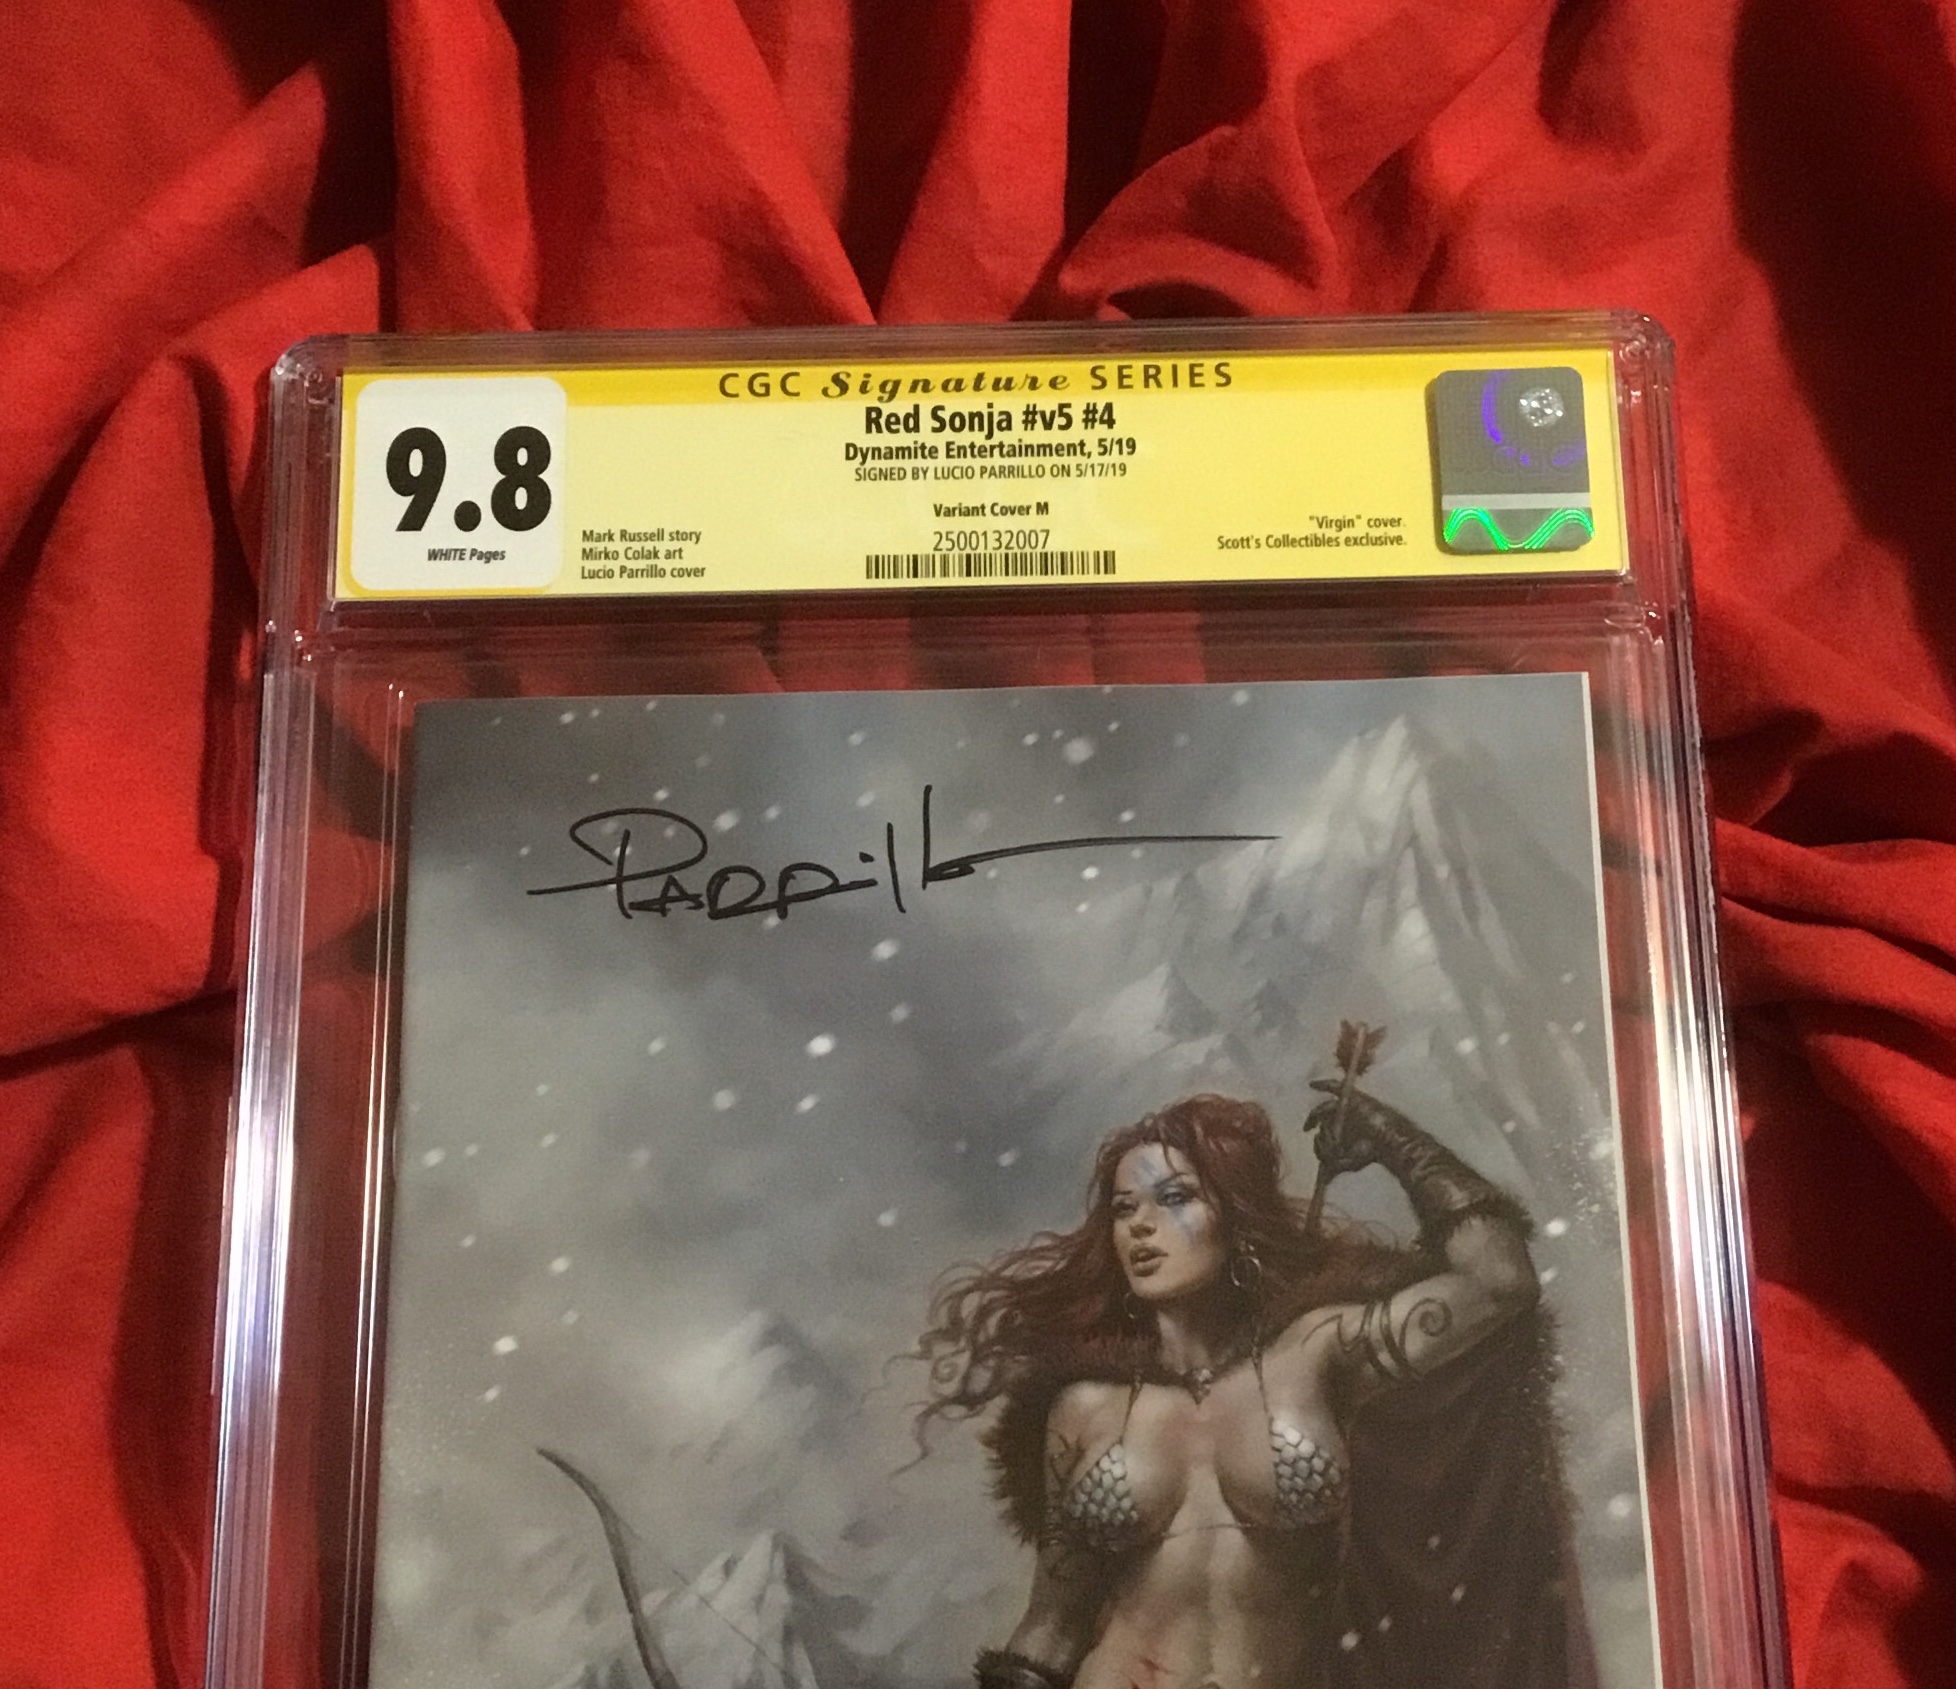 CGC Signature SERIES
Red Sonja #v5 #4
Dynamite Entertainment, 5/19
SIGNED BY LUCIO PARRILLO ON 5/17/19
9.8
WHITE Pages
Mark Russell story
Mirko Colak art
Lucio Parrillo cover
Variant Cover M
2500132007
"Virgin" cover.
Scott's Collectibles exclusive.
Parrillo